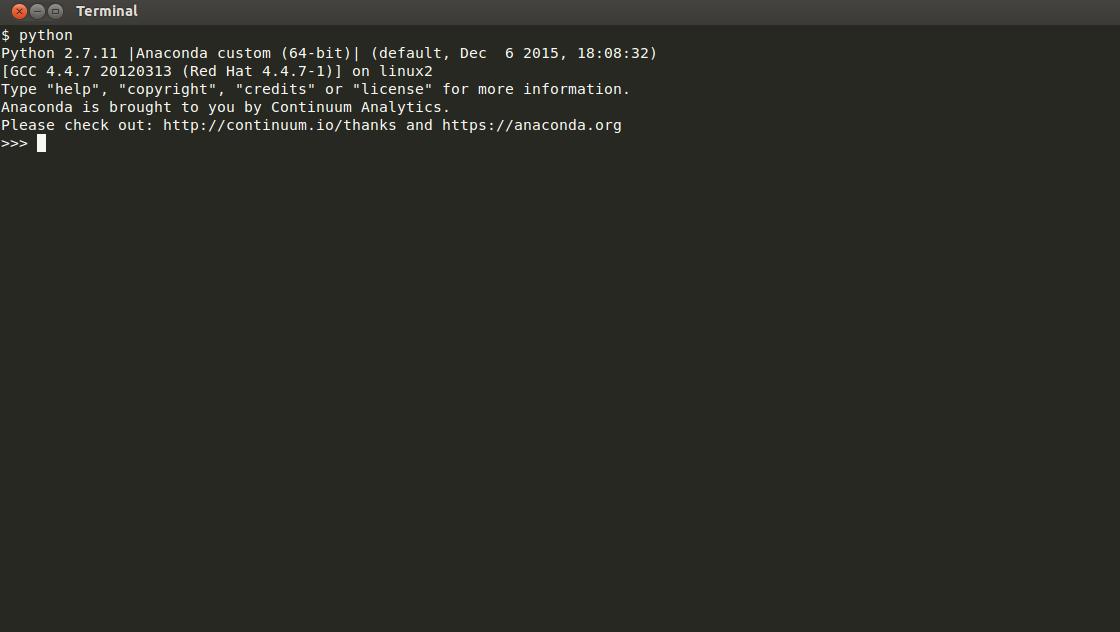 Terminal
$ python
Python 2.7.11 |Anaconda custom (64-bit)| (default, Dec  6 2015, 18:08:32)
[GCC 4.4.7 20120313 (Red Hat 4.4.7-1)] on linux2
Type "help", "copyright", "credits" or "license" for more information.
Anaconda is brought to you by Continuum Analytics.
Please check out: http://continuum.io/thanks and https://anaconda.org
>>>